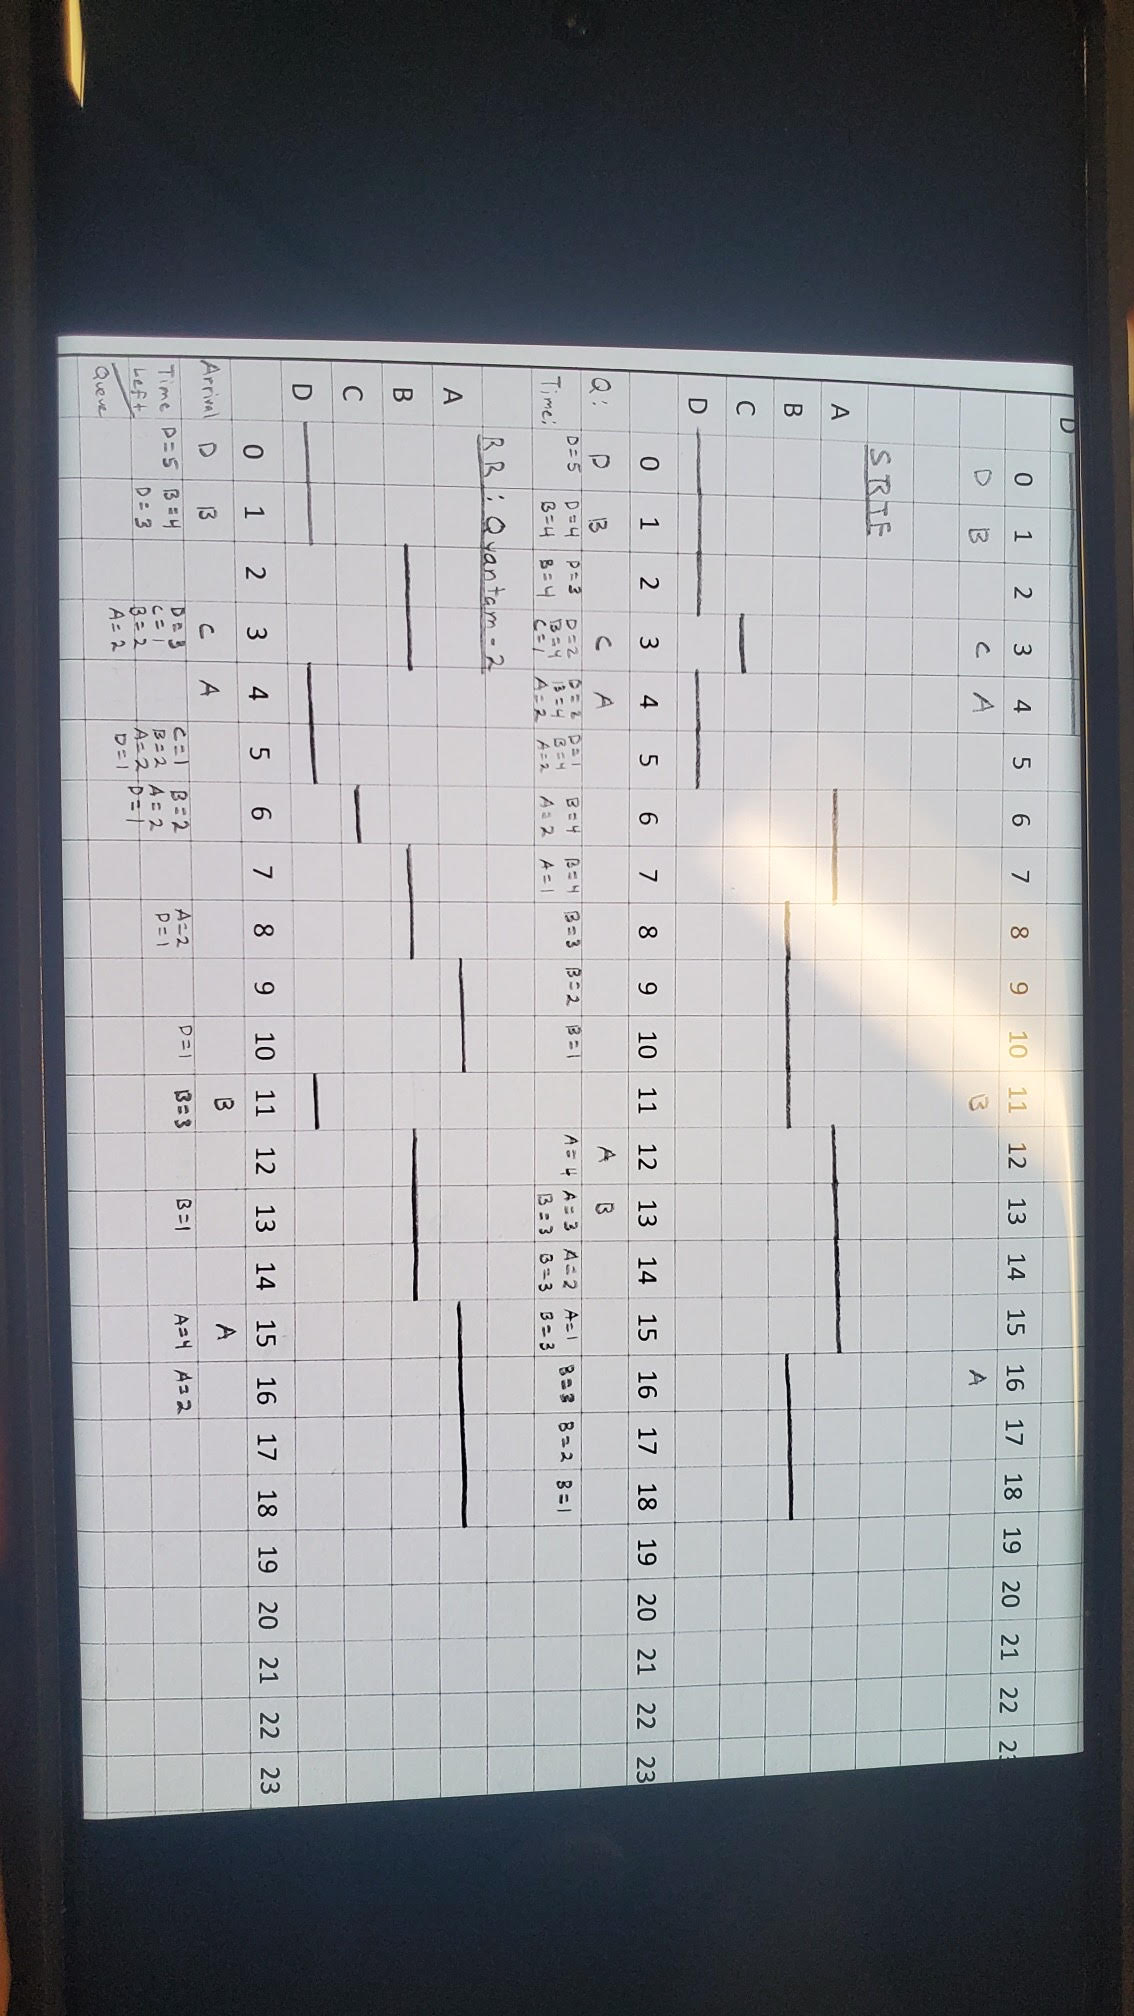 D
0 1 2 3 4 5 6 7 8 9 10 11 12 13 14 15 16 17 18 19 20 21 22
D B C A B A
SRTF
A
B
C
D
0 1 2 3 4 5 6 7 8 9 10 11 12 13 14 15 16 17 18 19 20 21 22 23
Q: D B C A A B
D=5 D=4 D=3 D=2 D=2 D=1 B=4 B=4 B=3 B=2 B=1 A=4 A=3 A=2 A=1 B=3 B=2 B=1
Time: B=4 B=4 B=4 B=4 B=4 A=2 A=1 B=3 B=3 B=3
C=1 A=2 A=2
RR: Quantam - 2
A
B
C
D
0 1 2 3 4 5 6 7 8 9 10 11 12 13 14 15 16 17 18 19 20 21 22 23
Arrival D B C A B A
Time D=5 B=4 D=3 C=1 B=2 A=2 D=1 B=3 B=1 A=4 A=2
Left D=3 C=1 B=2 A=2 D=1
B=2 A=2 D=1
Queue A=2 D=1